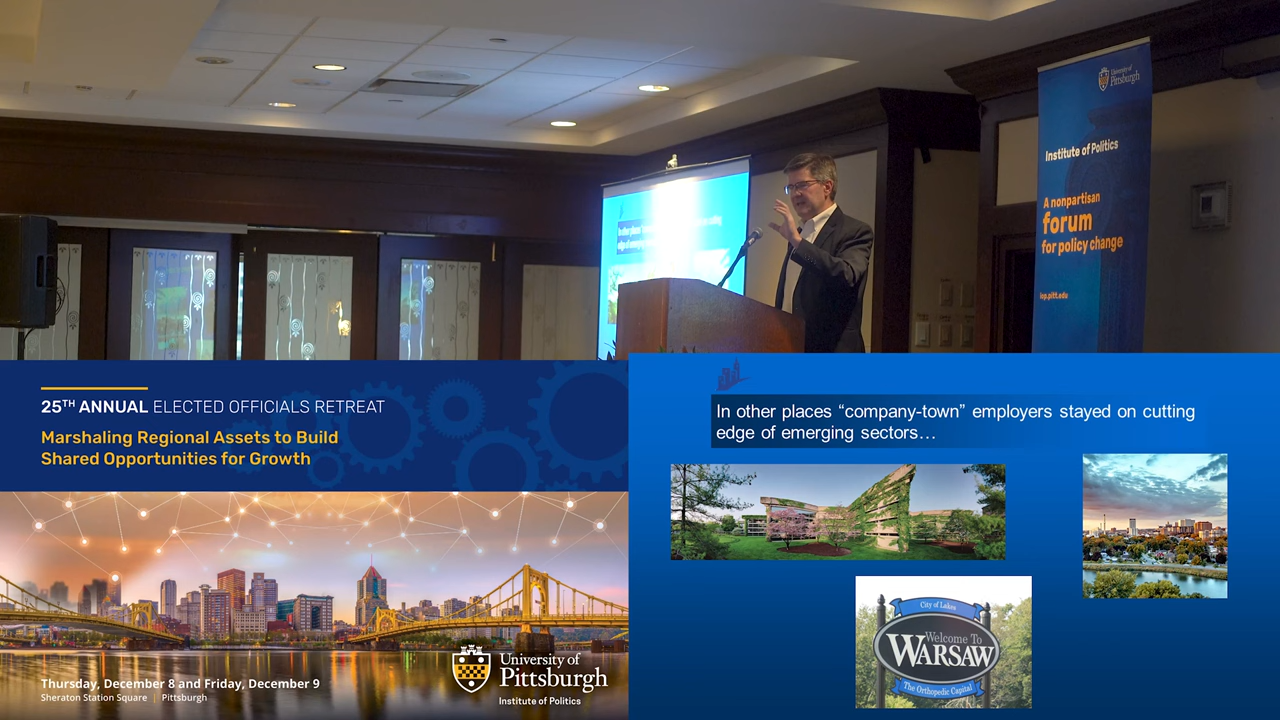 University of
Pittsburgh
Institute of Politics
A nonpartisan
forum
for policy change
iop.pitt.edu
25TH ANNUAL ELECTED OFFICIALS RETREAT
Marshaling Regional Assets to Build
Shared Opportunities for Growth
University of
Pittsburgh
Institute of Politics
Thursday, December 8 and Friday, December 9
Sheraton Station Square | Pittsburgh
In other places “company-town” employers stayed on cutting
edge of emerging sectors…
City of Lakes
Welcome To
WARSAW
The Orthopedic Capital